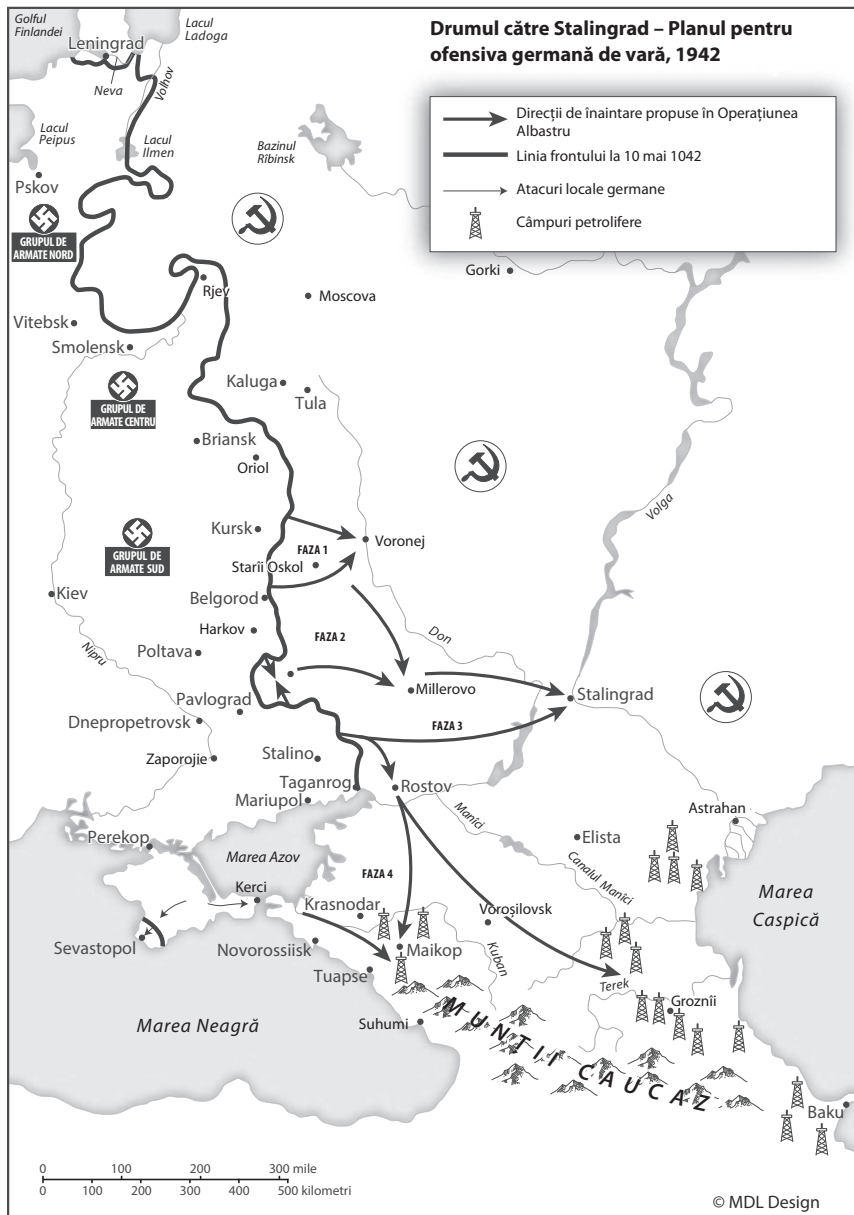 Drumul către Stalingrad – Planul pentru
ofensiva germană de vară, 1942
Direcții de înaintare propuse în Operațiunea
Albastru
Linia frontului la 10 mai 1042
Atacuri locale germane
Câmpuri petrolifere
Golful
Finlandei
Lacul
Ladoga
Leningrad
Neva
Volhov
Lacul
Peipus
Lacul
Ilmen
Bazinul
Rîbinsk
Pskov
GRUPUL DE
ARMATE NORD
Gorki
Rjev
Moscova
Vitebsk
Smolensk
Kaluga
Tula
GRUPUL DE
ARMATE CENTRU
Briansk
Oriol
Volga
Kursk
FAZA 1
Voronej
GRUPUL DE
ARMATE SUD
Starîi Oskol
Kiev
Belgorod
Harkov
FAZA 2
Don
Nipru
Poltava
Millerovo
Stalingrad
Pavlograd
Dnepropetrovsk
FAZA 3
Zaporojie
Stalino
Taganrog
Rostov
Mariupol
Manîci
Astrahan
Perekop
Elista
Marea Azov
Canalul Manîci
FAZA 4
Kerci
Krasnodar
Voroșilovsk
Marea
Caspică
Sevastopol
Novorossiisk
Maikop
Kuban
Tuapse
Terek
Groznîi
Marea Neagră
Suhumi
MUNTII CAUCAZ
Baku
0 100 200 300 mile
0 100 200 300 400 500 kilometri
© MDL Design